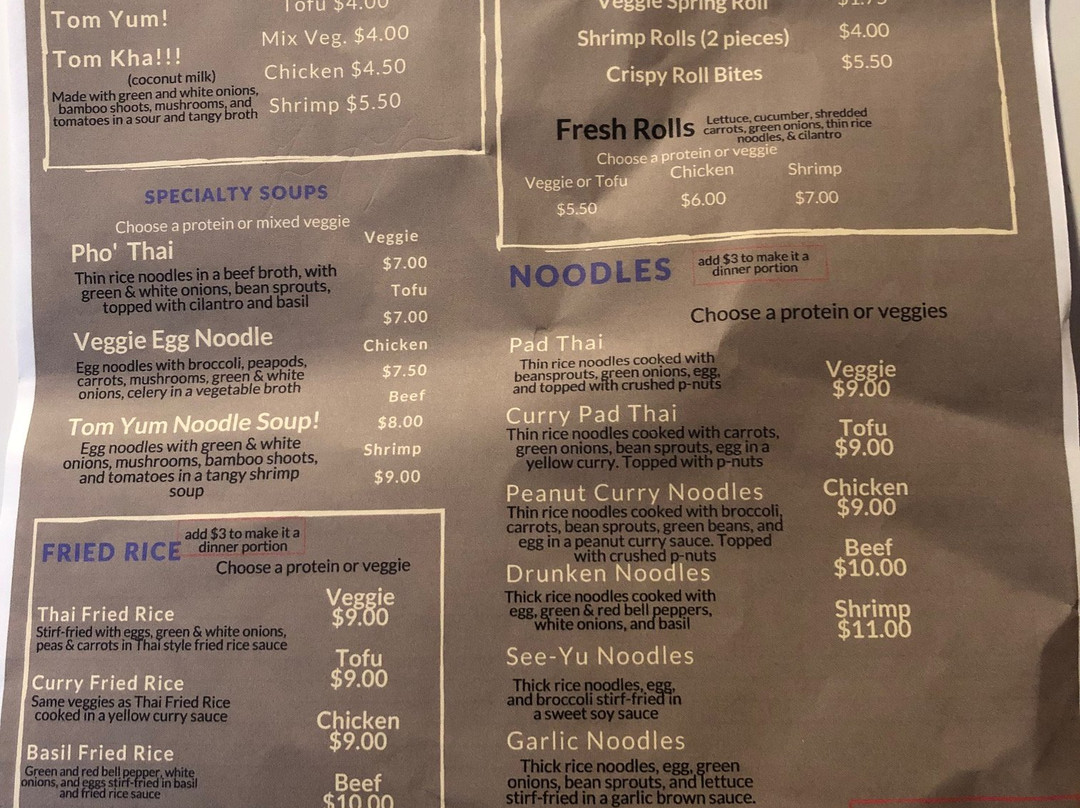 Tom Yum!
Tom Kha!!!
(coconut milk)
Made with green and white onions,
bamboo shoots, mushrooms, and
tomatoes in a sour and tangy broth
Tofu $4.00
Mix Veg. $4.00
Chicken $4.50
Shrimp $5.50
SPECIALTY SOUPS
Choose a protein or mixed veggie
Pho' Thai
Thin rice noodles in a beef broth, with
green & white onions, bean sprouts,
topped with cilantro and basil
Veggie Egg Noodle
Egg noodles with broccoli, peapods,
carrots, mushrooms, green & white
onions, celery in a vegetable broth
Tom Yum Noodle Soup!
Egg noodles with green & white
onions, mushrooms, bamboo shoots,
and tomatoes in a tangy shrimp
soup
Veggie
$7.00
Tofu
$7.00
Chicken
$7.50
Beef
$8.00
Shrimp
$9.00
FRIED RICE
add $3 to make it a
dinner portion
Choose a protein or veggie
Thai Fried Rice
Stirf-fried with eggs, green & white onions,
peas & carrots in Thai style fried rice sauce
Curry Fried Rice
Same veggies as Thai Fried Rice
cooked in a yellow curry sauce
Basil Fried Rice
Green and red bell pepper, white
onions, and eggs stirf-fried in basil
and fried rice sauce
Veggie
$9.00
Tofu
$9.00
Chicken
$9.00
Beef
$10.00
Veggie Spring Roll
$1.75
Shrimp Rolls (2 pieces)
$4.00
Crispy Roll Bites
$5.50
Fresh Rolls
Lettuce, cucumber, shredded
carrots, green onions, thin rice
noodles, & cilantro
Choose a protein or veggie
Veggie or Tofu
$5.50
Chicken
$6.00
Shrimp
$7.00
NOODLES
add $3 to make it a
dinner portion
Choose a protein or veggies
Pad Thai
Thin rice noodles cooked with
beansprouts, green onions, egg,
and topped with crushed p-nuts
Curry Pad Thai
Thin rice noodles cooked with carrots,
green onions, bean sprouts, egg in a
yellow curry. Topped with p-nuts
Peanut Curry Noodles
Thin rice noodles cooked with broccoli,
carrots, bean sprouts, green beans, and
egg in a peanut curry sauce. Topped
with crushed p-nuts
Drunken Noodles
Thick rice noodles cooked with
egg, green & red bell peppers,
white onions, and basil
See-Yu Noodles
Thick rice noodles, egg,
and broccoli stirf-fried in
a sweet soy sauce
Garlic Noodles
Thick rice noodles, egg, green
onions, bean sprouts, and lettuce
stirf-fried in a garlic brown sauce.
Veggie
$9.00
Tofu
$9.00
Chicken
$9.00
Beef
$10.00
Shrimp
$11.00